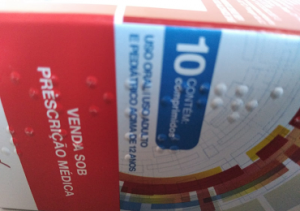 CONTÉM
10
comprimidos
USO ORAL | USO ADULTO
E PEDIÁTRICO ACIMA DE 12 ANOS
VENDA SOB
PRESCRIÇÃO MÉDICA